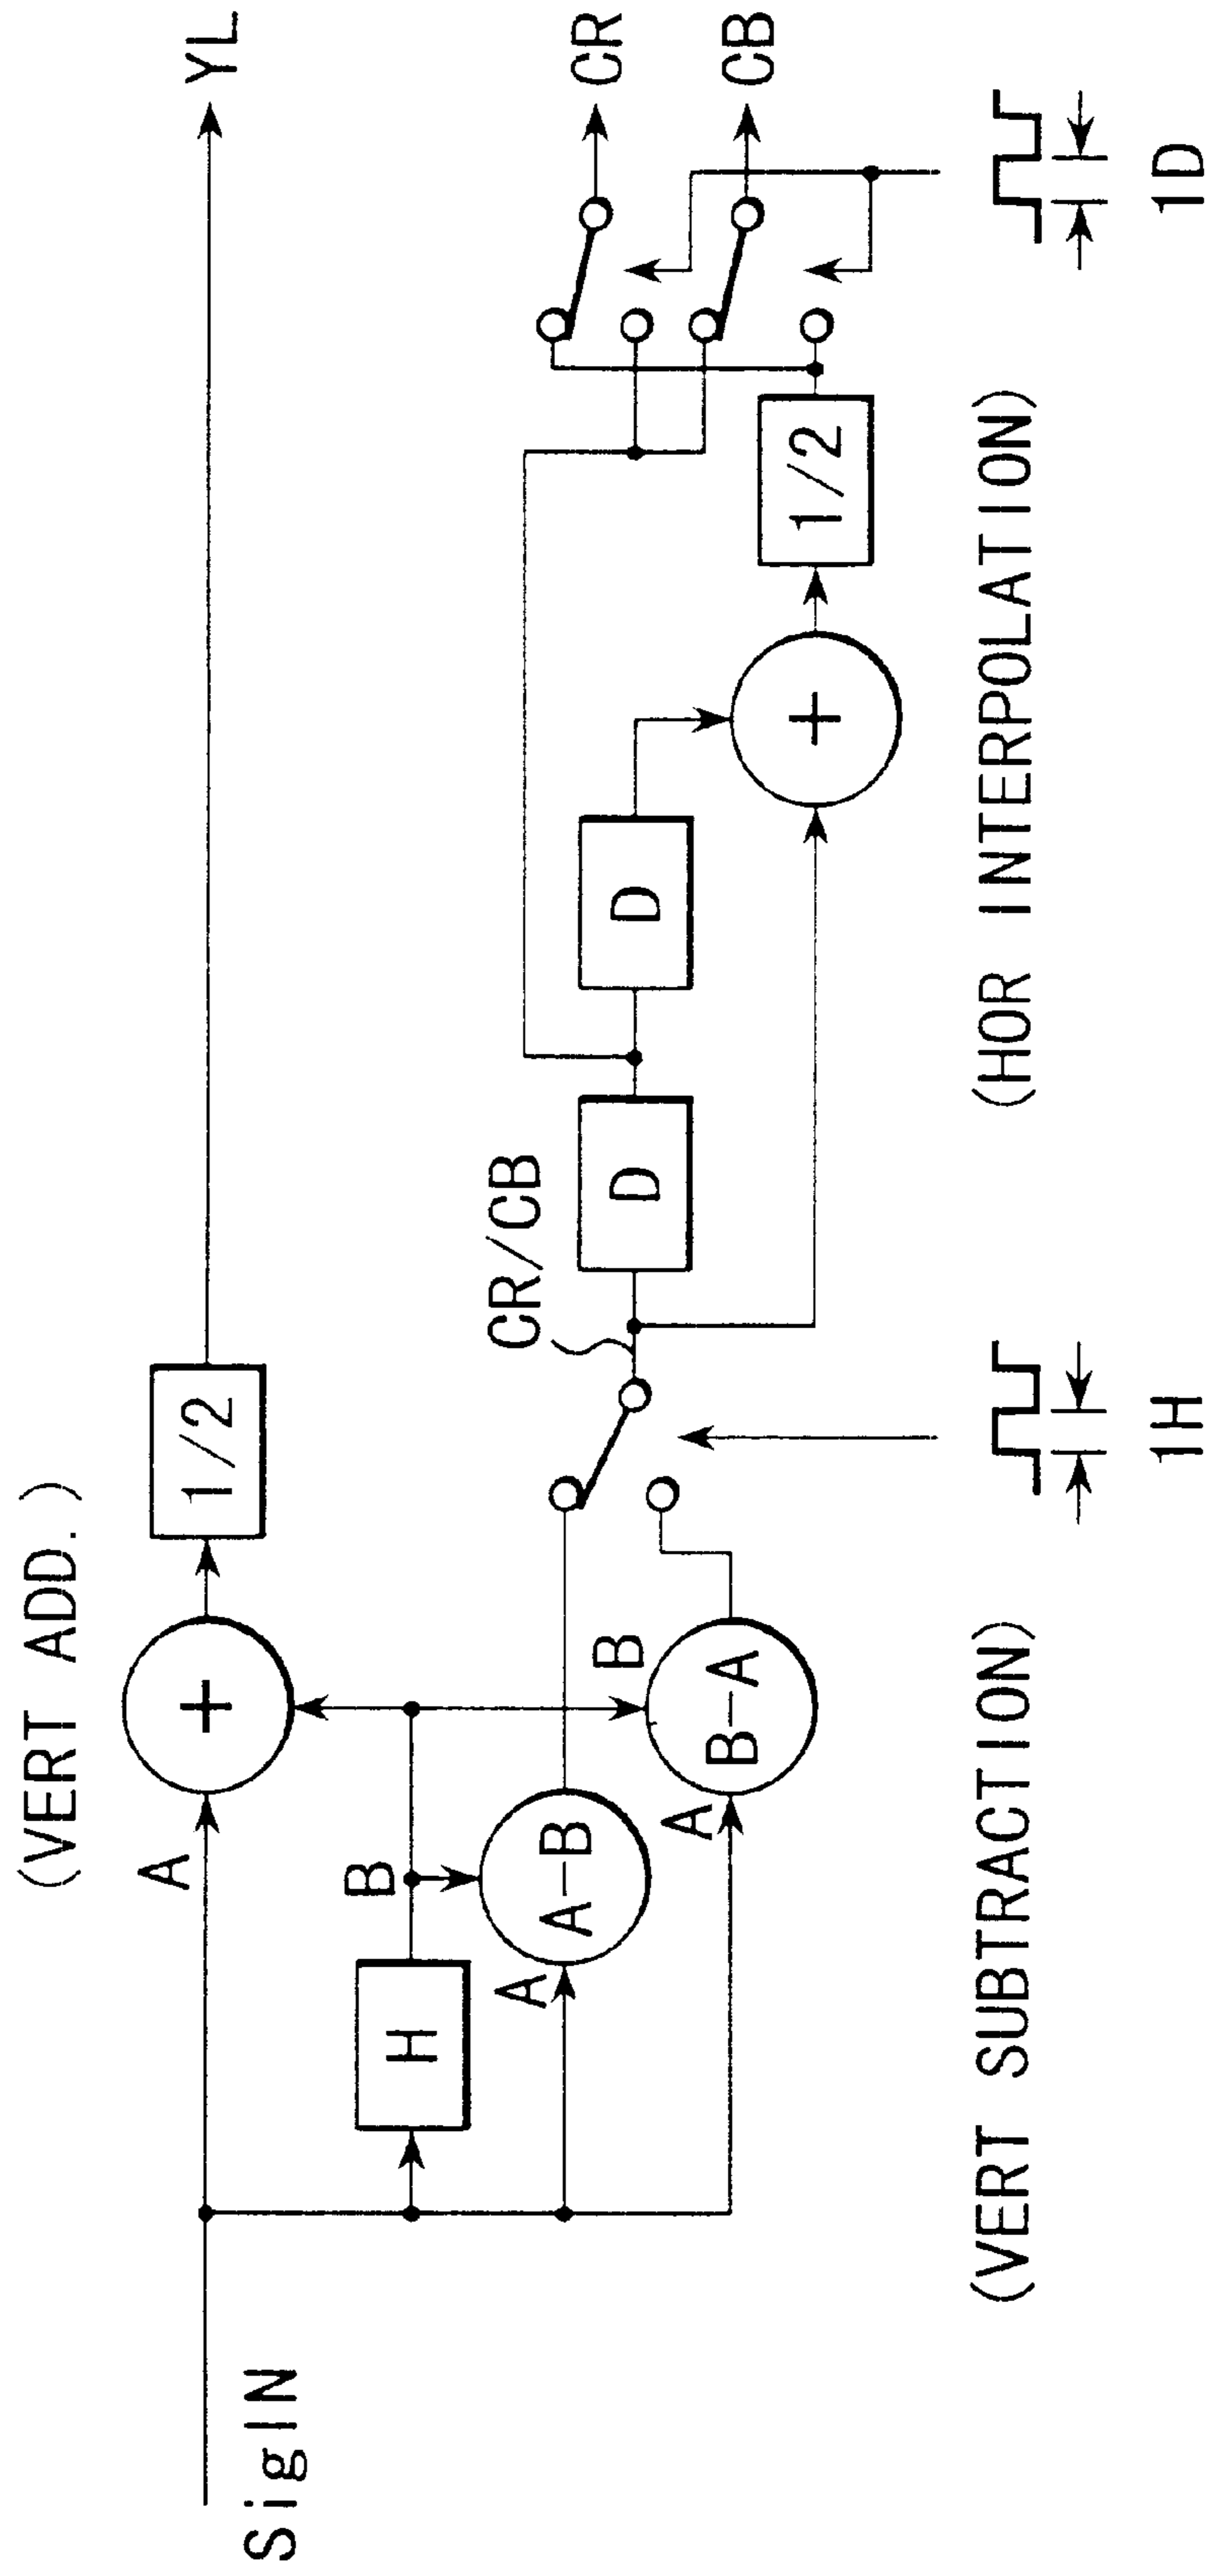 (VERT ADD.)
A
+
1/2
YL
SigIN
H
B
A
A-B
B
A
B-A
CR/CB
D
D
+
1/2
CR
CB
(VERT SUBTRACTION)
1H
(HOR INTERPOLATION)
1D